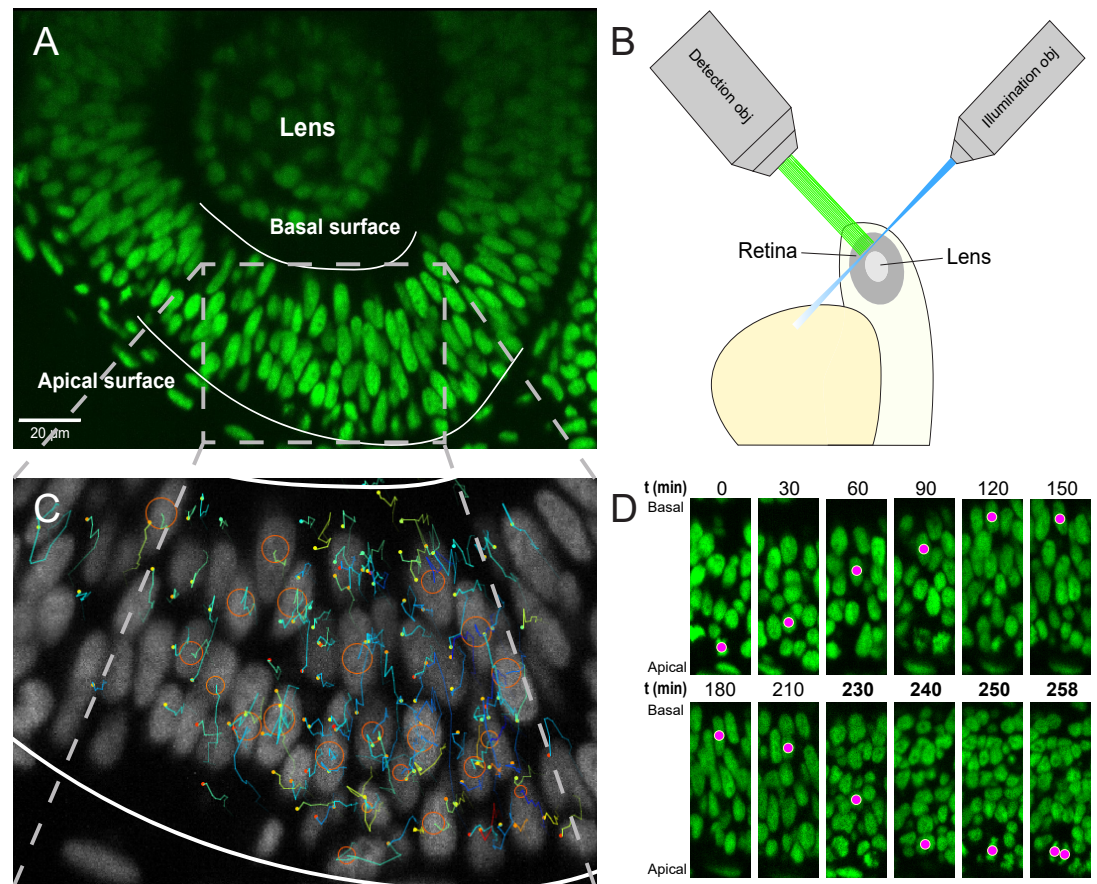 A
Lens
Basal surface
Apical surface
20 µm
B
Detection obj
Illumination obj
Retina
Lens
C
D
t (min) 0 30 60 90 120 150
Basal
Apical
t (min) 180 210 230 240 250 258
Basal
Apical